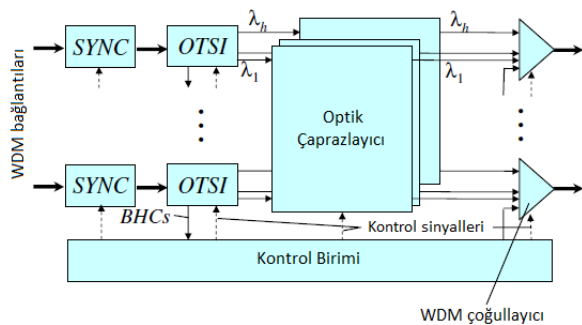 λh
λh
SYNC
OTSI
λ1
λ1
WDM bağlantıları
Optik
Çaprazlayıcı
SYNC
OTSI
BHCs
Kontrol sinyalleri
Kontrol Birimi
WDM çoğullayıcı